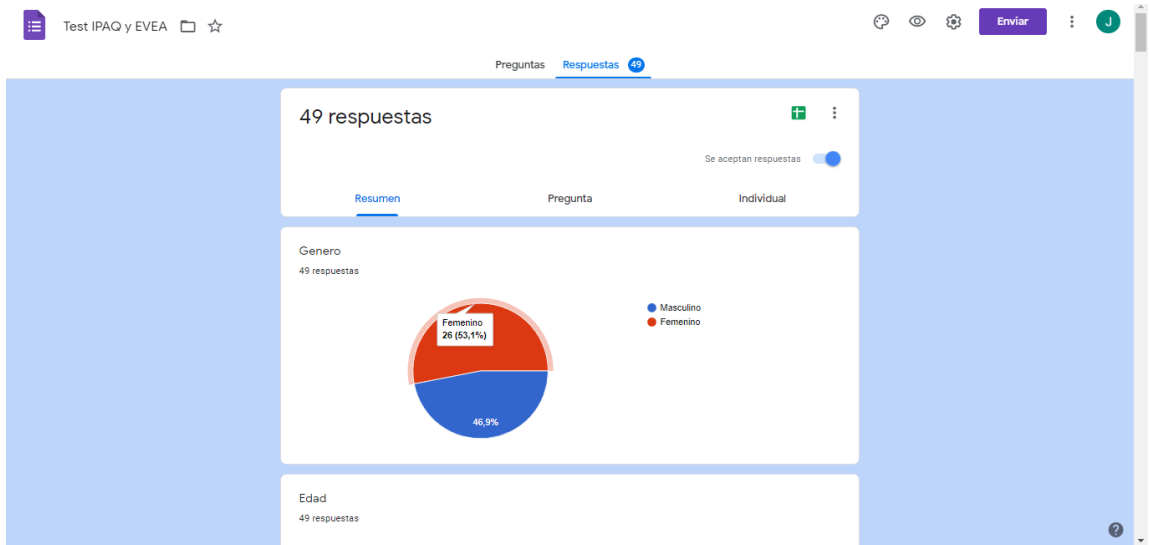 Test IPAQ y EVEA
Enviar
J
Preguntas
Respuestas 49
49 respuestas
Se aceptan respuestas
Resumen
Pregunta
Individual
Genero
49 respuestas
Femenino
26 (53,1%)
46,9%
Masculino
Femenino
Edad
49 respuestas